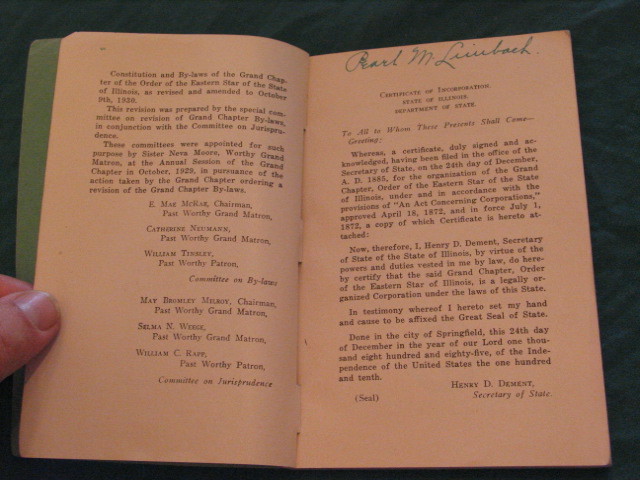 Constitution and By-laws of the Grand Chap-
ter of the Order of the Eastern Star of the State
of Illinois, as revised and amended to October
9th, 1930.
This revision was prepared by the special com-
mittee on revision of Grand Chapter By-laws,
in conjunction with the Committee on Jurispru-
dence.
These committees were appointed for such
purpose by Sister Neva Moore, Worthy Grand
Matron, at the Annual Session of the Grand
Chapter in October, 1929, in pursuance of the
action taken by the Grand Chapter ordering a
revision of the Grand Chapter By-laws.
E. Mae McRae, Chairman,
Past Worthy Grand Matron,
Catherine Neumann,
Past Worthy Grand Matron,
William Tinsley,
Past Worthy Patron,
Committee on By-laws
May Bromley Milroy, Chairman,
Past Worthy Grand Matron,
Selma N.
Past Worthy Grand Matron,
William C. Rapp,
Past Worthy Patron,
Committee on Jurisprudence
Pearl M. Limbach.
Certificate of Incorporation.
State of Illinois.
Department of State.
To All to Whom These Presents Shall Come—
Greeting:
Whereas, a certificate, duly signed and ac-
knowledged, having been filed in the office of the
Secretary of State, on the 24th day of December,
A. D. 1885, for the organization of the Grand
Chapter, Order of the Eastern Star of the State
of Illinois, under and in accordance with the
provisions of "An Act Concerning Corporations,"
approved April 18, 1872, and in force July 1,
1872, a copy of which Certificate is hereto at-
tached:
Now, therefore, I, Henry D. Dement, Secretary
of State of the State of Illinois, by virtue of the
powers and duties vested in me by law, do here-
by certify that the said Grand Chapter, Order
of the Eastern Star of Illinois, is a legally or-
ganized Corporation under the laws of this State.
In testimony whereof I hereto set my hand
and cause to be affixed the Great Seal of State.
Done in the city of Springfield, this 24th day
of December in the year of our Lord one thou-
sand eight hundred and eighty-five, of the Inde-
pendence of the United States the one hundred
and tenth.
Henry D. Dement,
(Seal) Secretary of State.